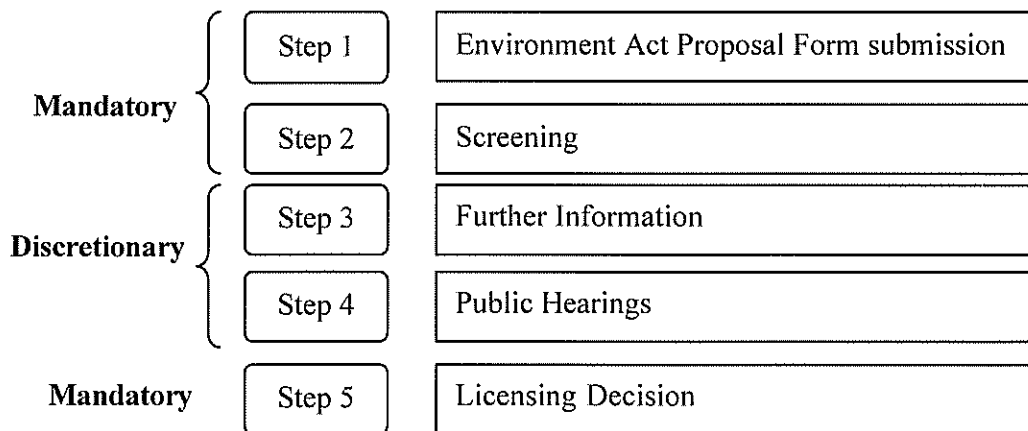 Step 1 Environment Act Proposal Form submission
Mandatory
Step 2 Screening
Step 3 Further Information
Discretionary
Step 4 Public Hearings
Mandatory Step 5 Licensing Decision